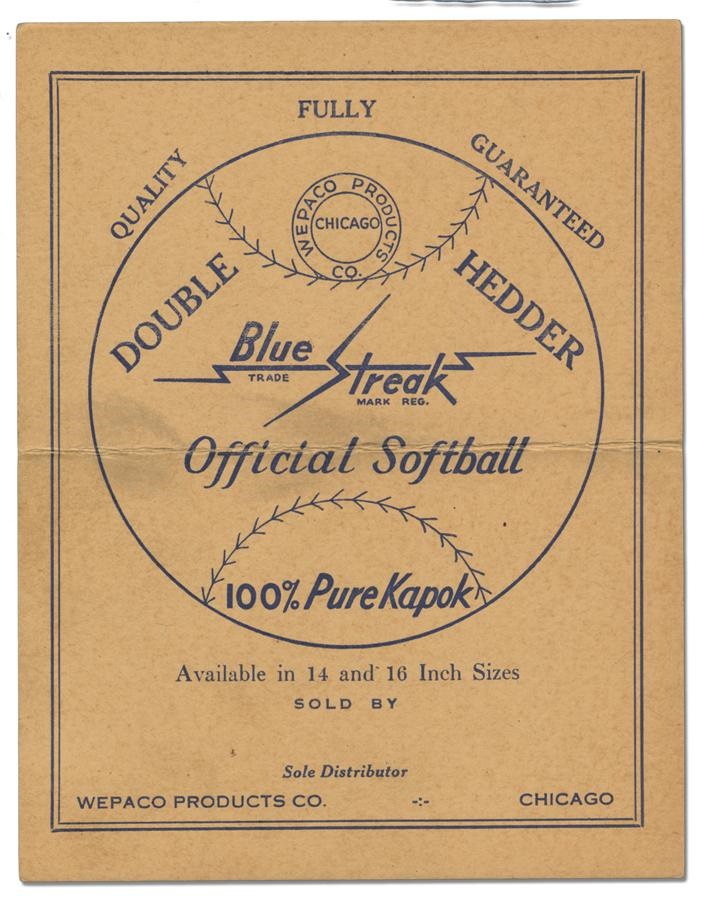 FULLY
QUALITY
GUARANTEED
WEPACO PRODUCTS
CHICAGO
CO.
DOUBLE HEDDER
Blue Streak
TRADE MARK REG.
Official Softball
100% Pure Kapok
Available in 14 and 16 Inch Sizes
SOLD BY
Sole Distributor
WEPACO PRODUCTS CO. -:- CHICAGO